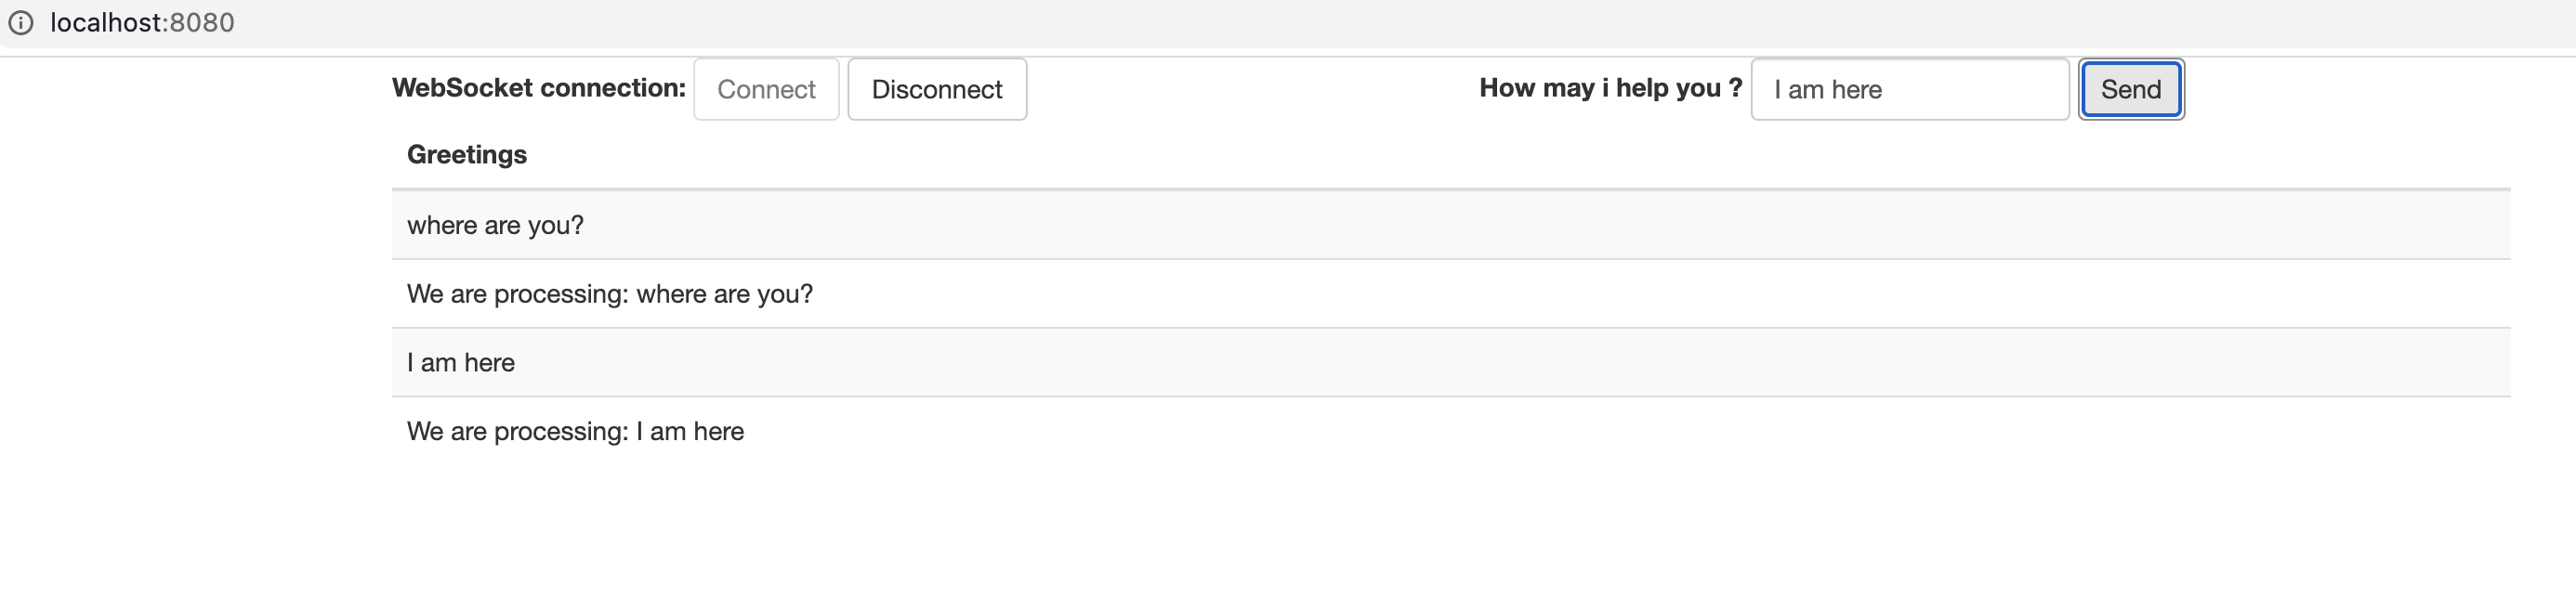 localhost:8080
WebSocket connection: Connect Disconnect How may i help you ? I am here Send
Greetings
where are you?
We are processing: where are you?
I am here
We are processing: I am here